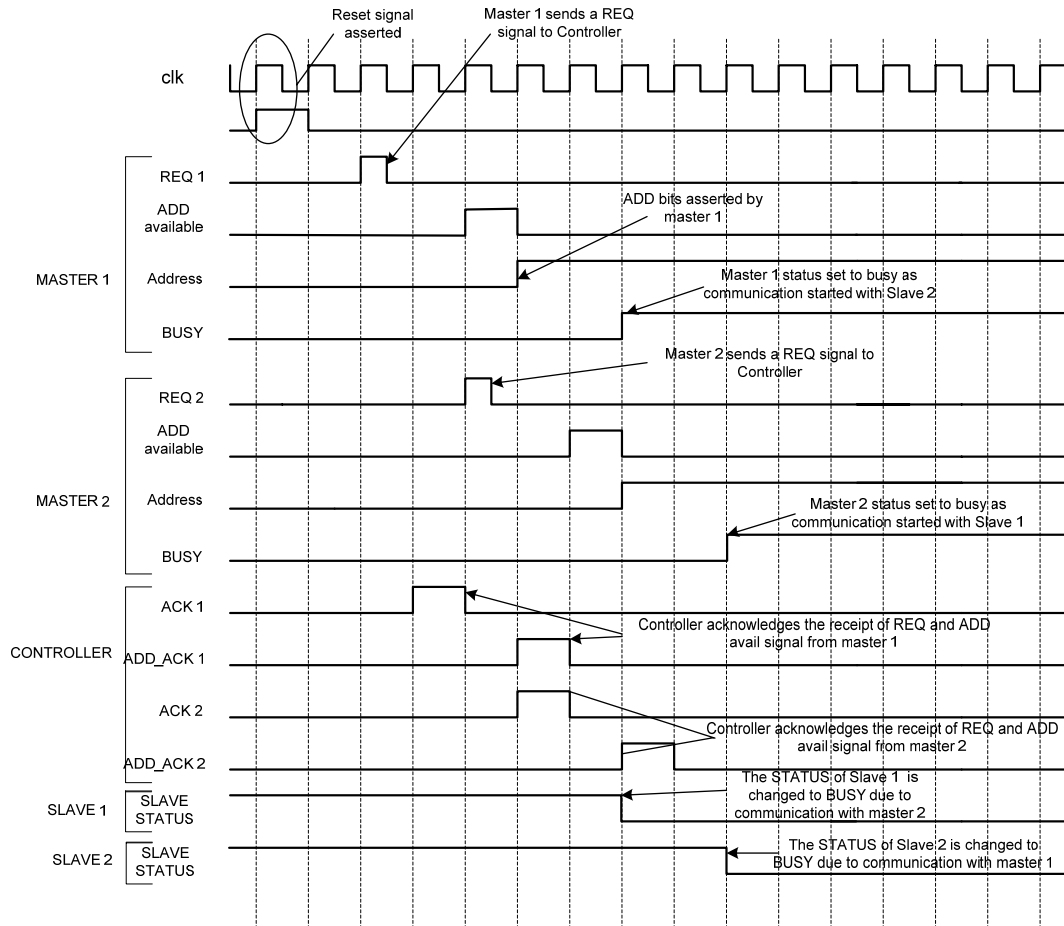 Reset signal
asserted
Master 1 sends a REQ
signal to Controller
clk
REQ 1
ADD
available
ADD bits asserted by
master 1
MASTER 1
Address
Master 1 status set to busy as
communication started with Slave 2
BUSY
Master 2 sends a REQ signal to
Controller
REQ 2
ADD
available
MASTER 2
Address
Master 2 status set to busy as
communication started with Slave 1
BUSY
ACK 1
Controller acknowledges the receipt of REQ and ADD
avail signal from master 1
CONTROLLER
ADD_ACK 1
ACK 2
Controller acknowledges the receipt of REQ and ADD
avail signal from master 2
ADD_ACK 2
The STATUS of Slave 1 is
changed to BUSY due to
communication with master 2
SLAVE 1
SLAVE
STATUS
SLAVE 2
SLAVE
STATUS
The STATUS of Slave 2 is changed to
BUSY due to communication with master 1